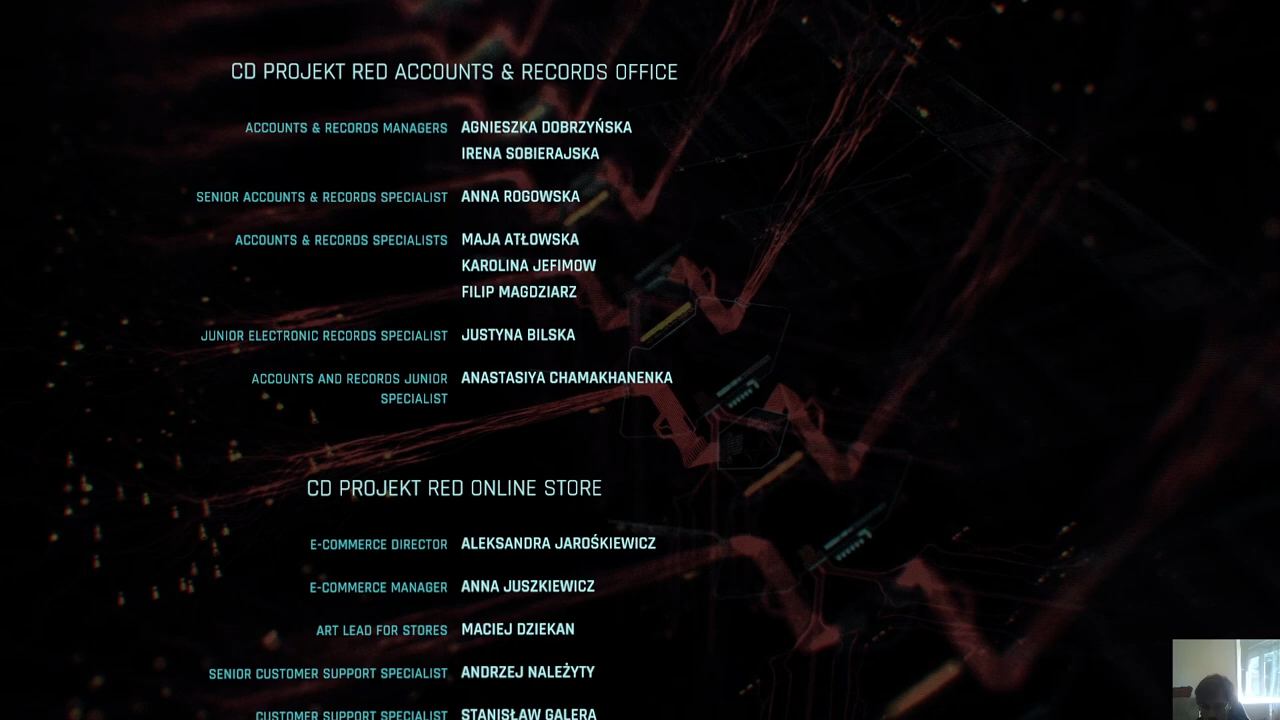 CD PROJEKT RED ACCOUNTS & RECORDS OFFICE
ACCOUNTS & RECORDS MANAGERS AGNIESZKA DOBRZYŃSKA
IRENA SOBIERAJSKA
SENIOR ACCOUNTS & RECORDS SPECIALIST ANNA ROGOWSKA
ACCOUNTS & RECORDS SPECIALISTS MAJA ATŁOWSKA
KAROLINA JEFIMOW
FILIP MAGDZIARZ
JUNIOR ELECTRONIC RECORDS SPECIALIST JUSTYNA BILSKA
ACCOUNTS AND RECORDS JUNIOR ANASTASIYA CHAMAKHANENKA
SPECIALIST
CD PROJEKT RED ONLINE STORE
E-COMMERCE DIRECTOR ALEKSANDRA JAROŚKIEWICZ
E-COMMERCE MANAGER ANNA JUSZKIEWICZ
ART LEAD FOR STORES MACIEJ DZIEKAN
SENIOR CUSTOMER SUPPORT SPECIALIST ANDRZEJ NALEŻYTY
CUSTOMER SUPPORT SPECIALIST STANISŁAW GALERA